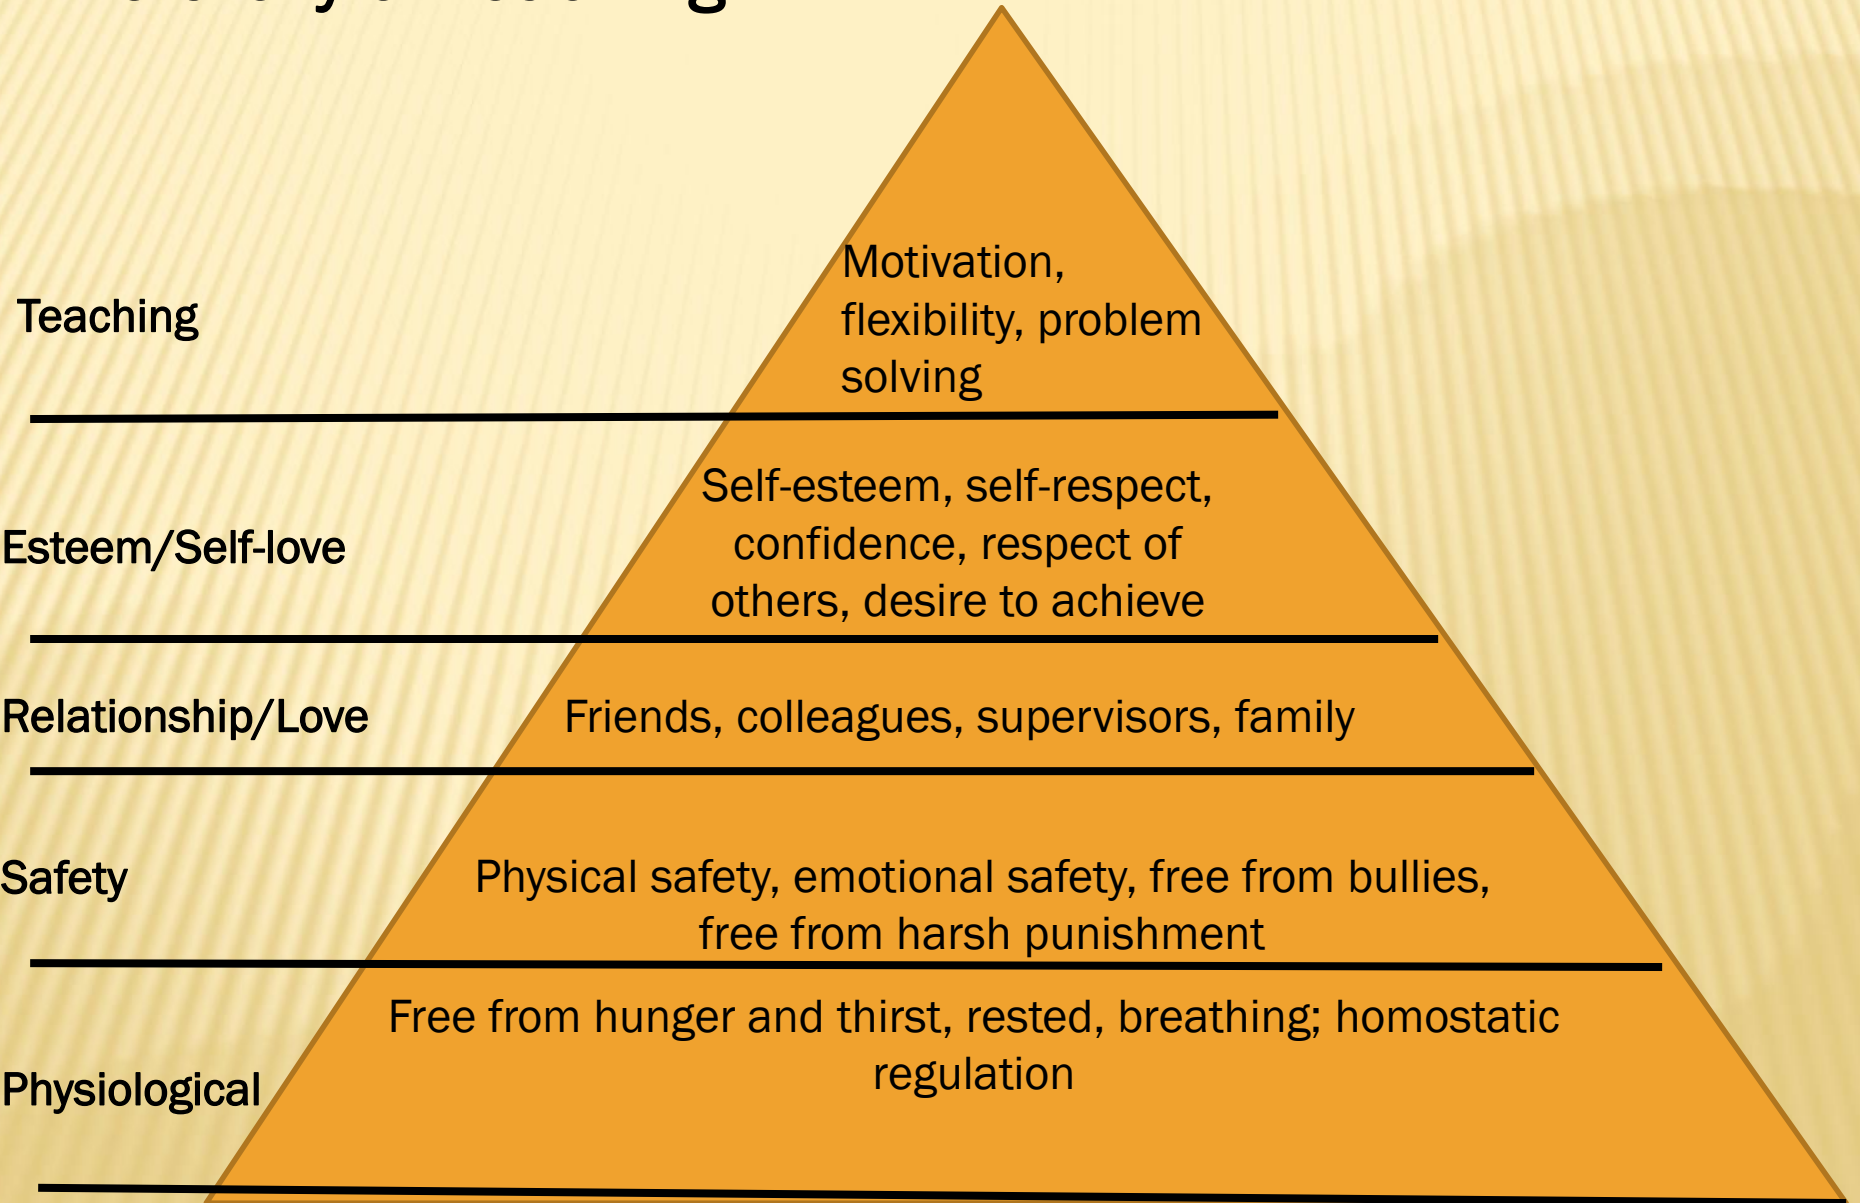 Teaching
Motivation,
flexibility, problem
solving
Esteem/Self-love
Self-esteem, self-respect,
confidence, respect of
others, desire to achieve
Relationship/Love
Friends, colleagues, supervisors, family
Safety
Physical safety, emotional safety, free from bullies,
free from harsh punishment
Physiological
Free from hunger and thirst, rested, breathing; homostatic
regulation